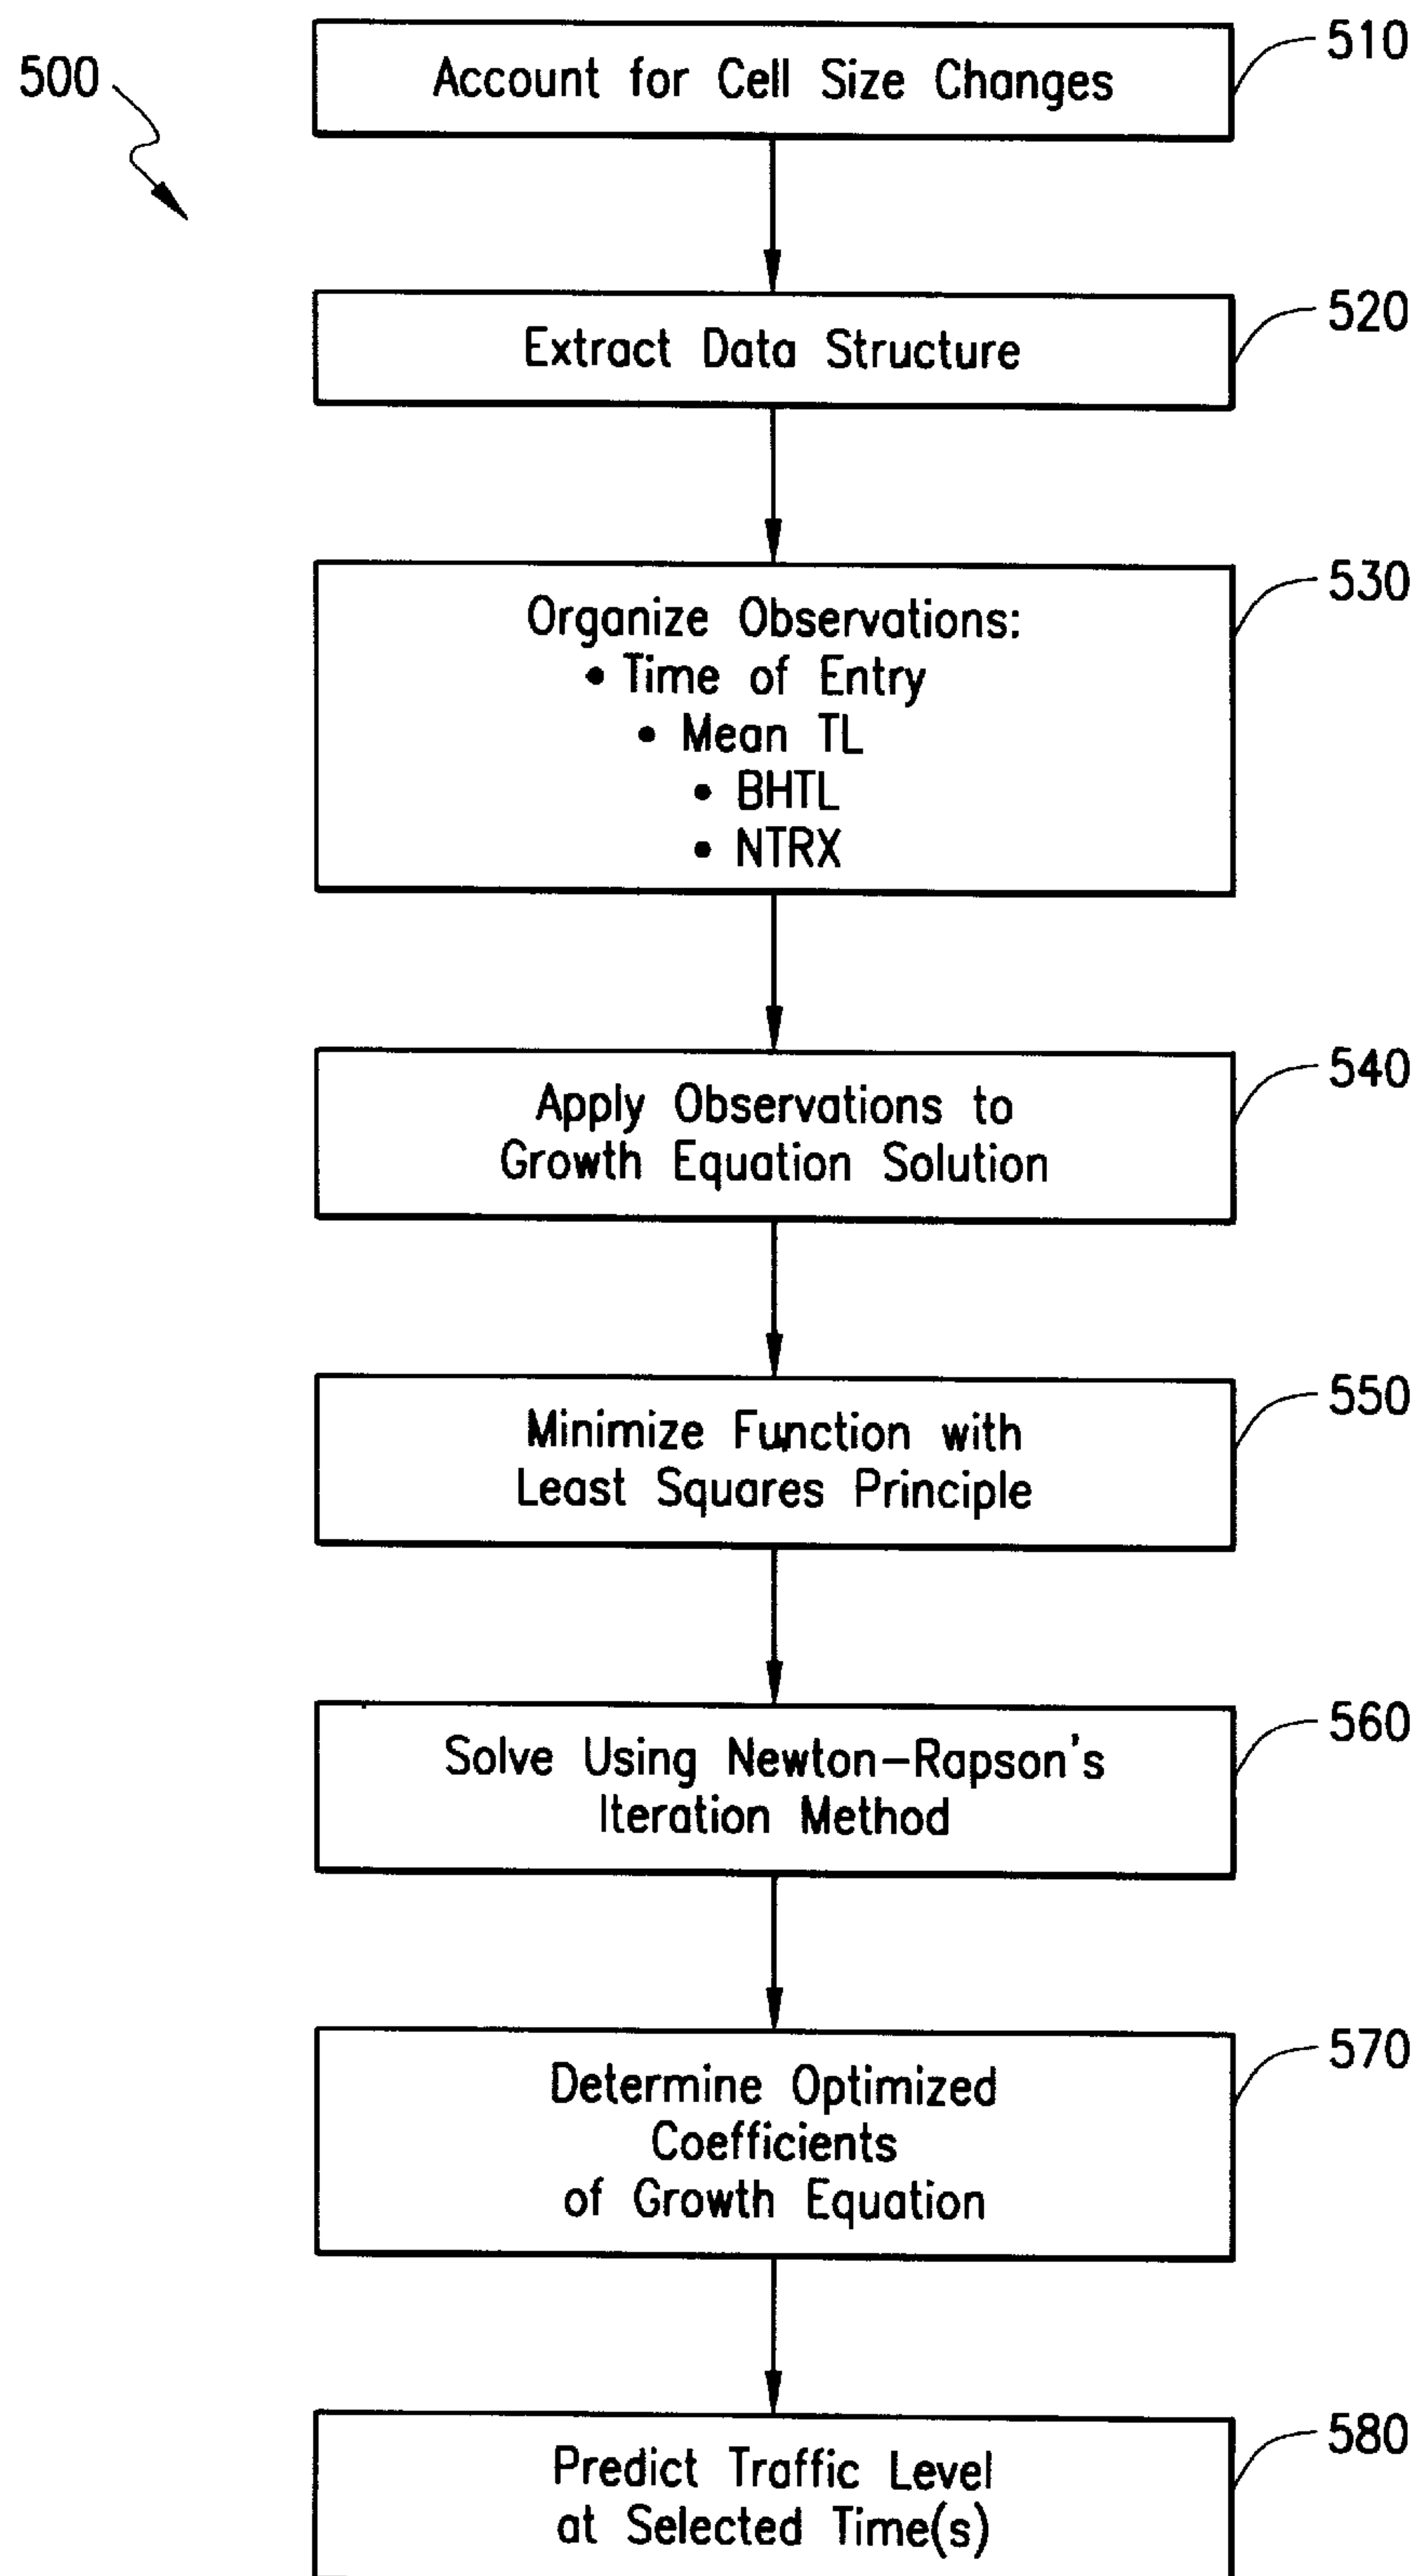 500
Account for Cell Size Changes
510
Extract Data Structure
520
Organize Observations:
• Time of Entry
• Mean TL
• BHTL
• NTRX
530
Apply Observations to
Growth Equation Solution
540
Minimize Function with
Least Squares Principle
550
Solve Using Newton-Rapson's
Iteration Method
560
Determine Optimized
Coefficients
of Growth Equation
570
Predict Traffic Level
at Selected Time(s)
580